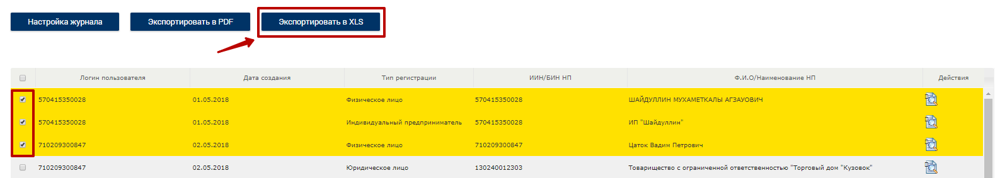 Настройка журнала Экспортировать в PDF Экспортировать в XLS
Логин пользователя Дата создания Тип регистрации ИИН/БИН НП Ф.И.О/Наименование НП Действия
570415350028 01.05.2018 Физическое лицо 570415350028 ШАЙДУЛЛИН МУХАМЕТКАЛЫ АГЗАУОВИЧ
570415350028 01.05.2018 Индивидуальный предприниматель 570415350028 ИП "Шайдуллин"
710209300847 02.05.2018 Физическое лицо 710209300847 Цаток Вадим Петрович
710209300847 02.05.2018 Юридическое лицо 130240012303 Товарищество с ограниченной ответственностью "Торговый дом "Кузовок"